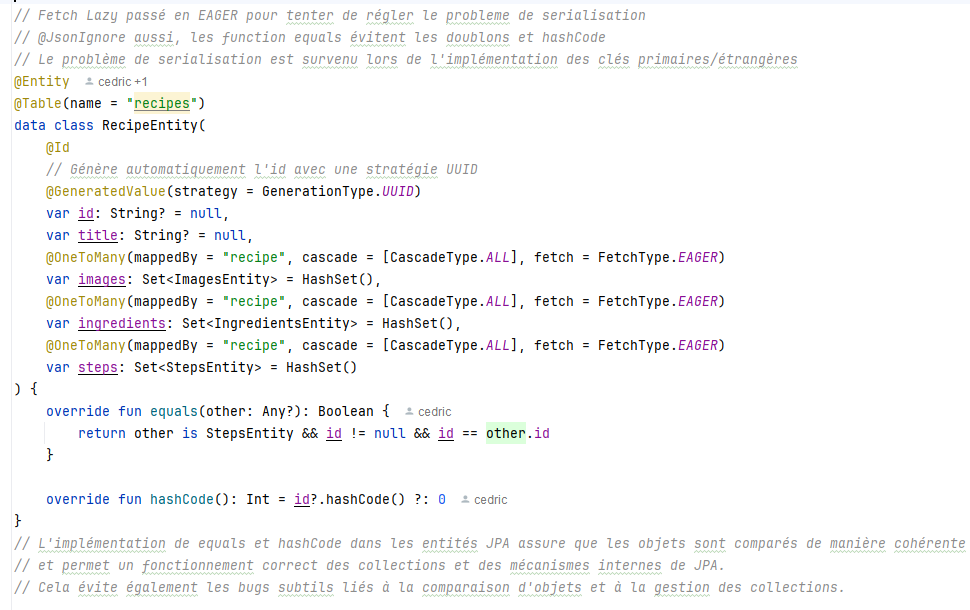 // Fetch Lazy passé en EAGER pour tenter de régler le probleme de serialisation
// @JsonIgnore aussi, les function equals évitent les doublons et hashCode
// Le problème de serialisation est survenu lors de l'implémentation des clés primaires/étrangères
@Entity cedric +1
@Table(name = "recipes")
data class RecipeEntity(
@Id
// Génère automatiquement l'id avec une stratégie UUID
@GeneratedValue(strategy = GenerationType.UUID)
var id: String? = null,
var title: String? = null,
@OneToMany(mappedBy = "recipe", cascade = [CascadeType.ALL], fetch = FetchType.EAGER)
var images: Set<ImagesEntity> = HashSet(),
@OneToMany(mappedBy = "recipe", cascade = [CascadeType.ALL], fetch = FetchType.EAGER)
var ingredients: Set<IngredientsEntity> = HashSet(),
@OneToMany(mappedBy = "recipe", cascade = [CascadeType.ALL], fetch = FetchType.EAGER)
var steps: Set<StepsEntity> = HashSet()
) {
override fun equals(other: Any?): Boolean { cedric
return other is StepsEntity && id != null && id == other.id
}
override fun hashCode(): Int = id?.hashCode() ?: 0 cedric
}
// L'implémentation de equals et hashCode dans les entités JPA assure que les objets sont comparés de manière cohérente
// et permet un fonctionnement correct des collections et des mécanismes internes de JPA.
// Cela évite également les bugs subtils liés à la comparaison d'objets et à la gestion des collections.